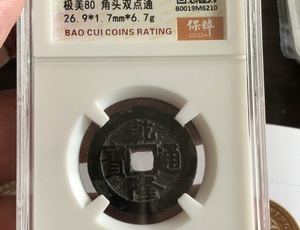 极美80 角头双点通
26.9*1.7mm*6.7g
BAO CUI COINS RATING
80019M6210
保粹
CCGA
乾
寶 通
隆